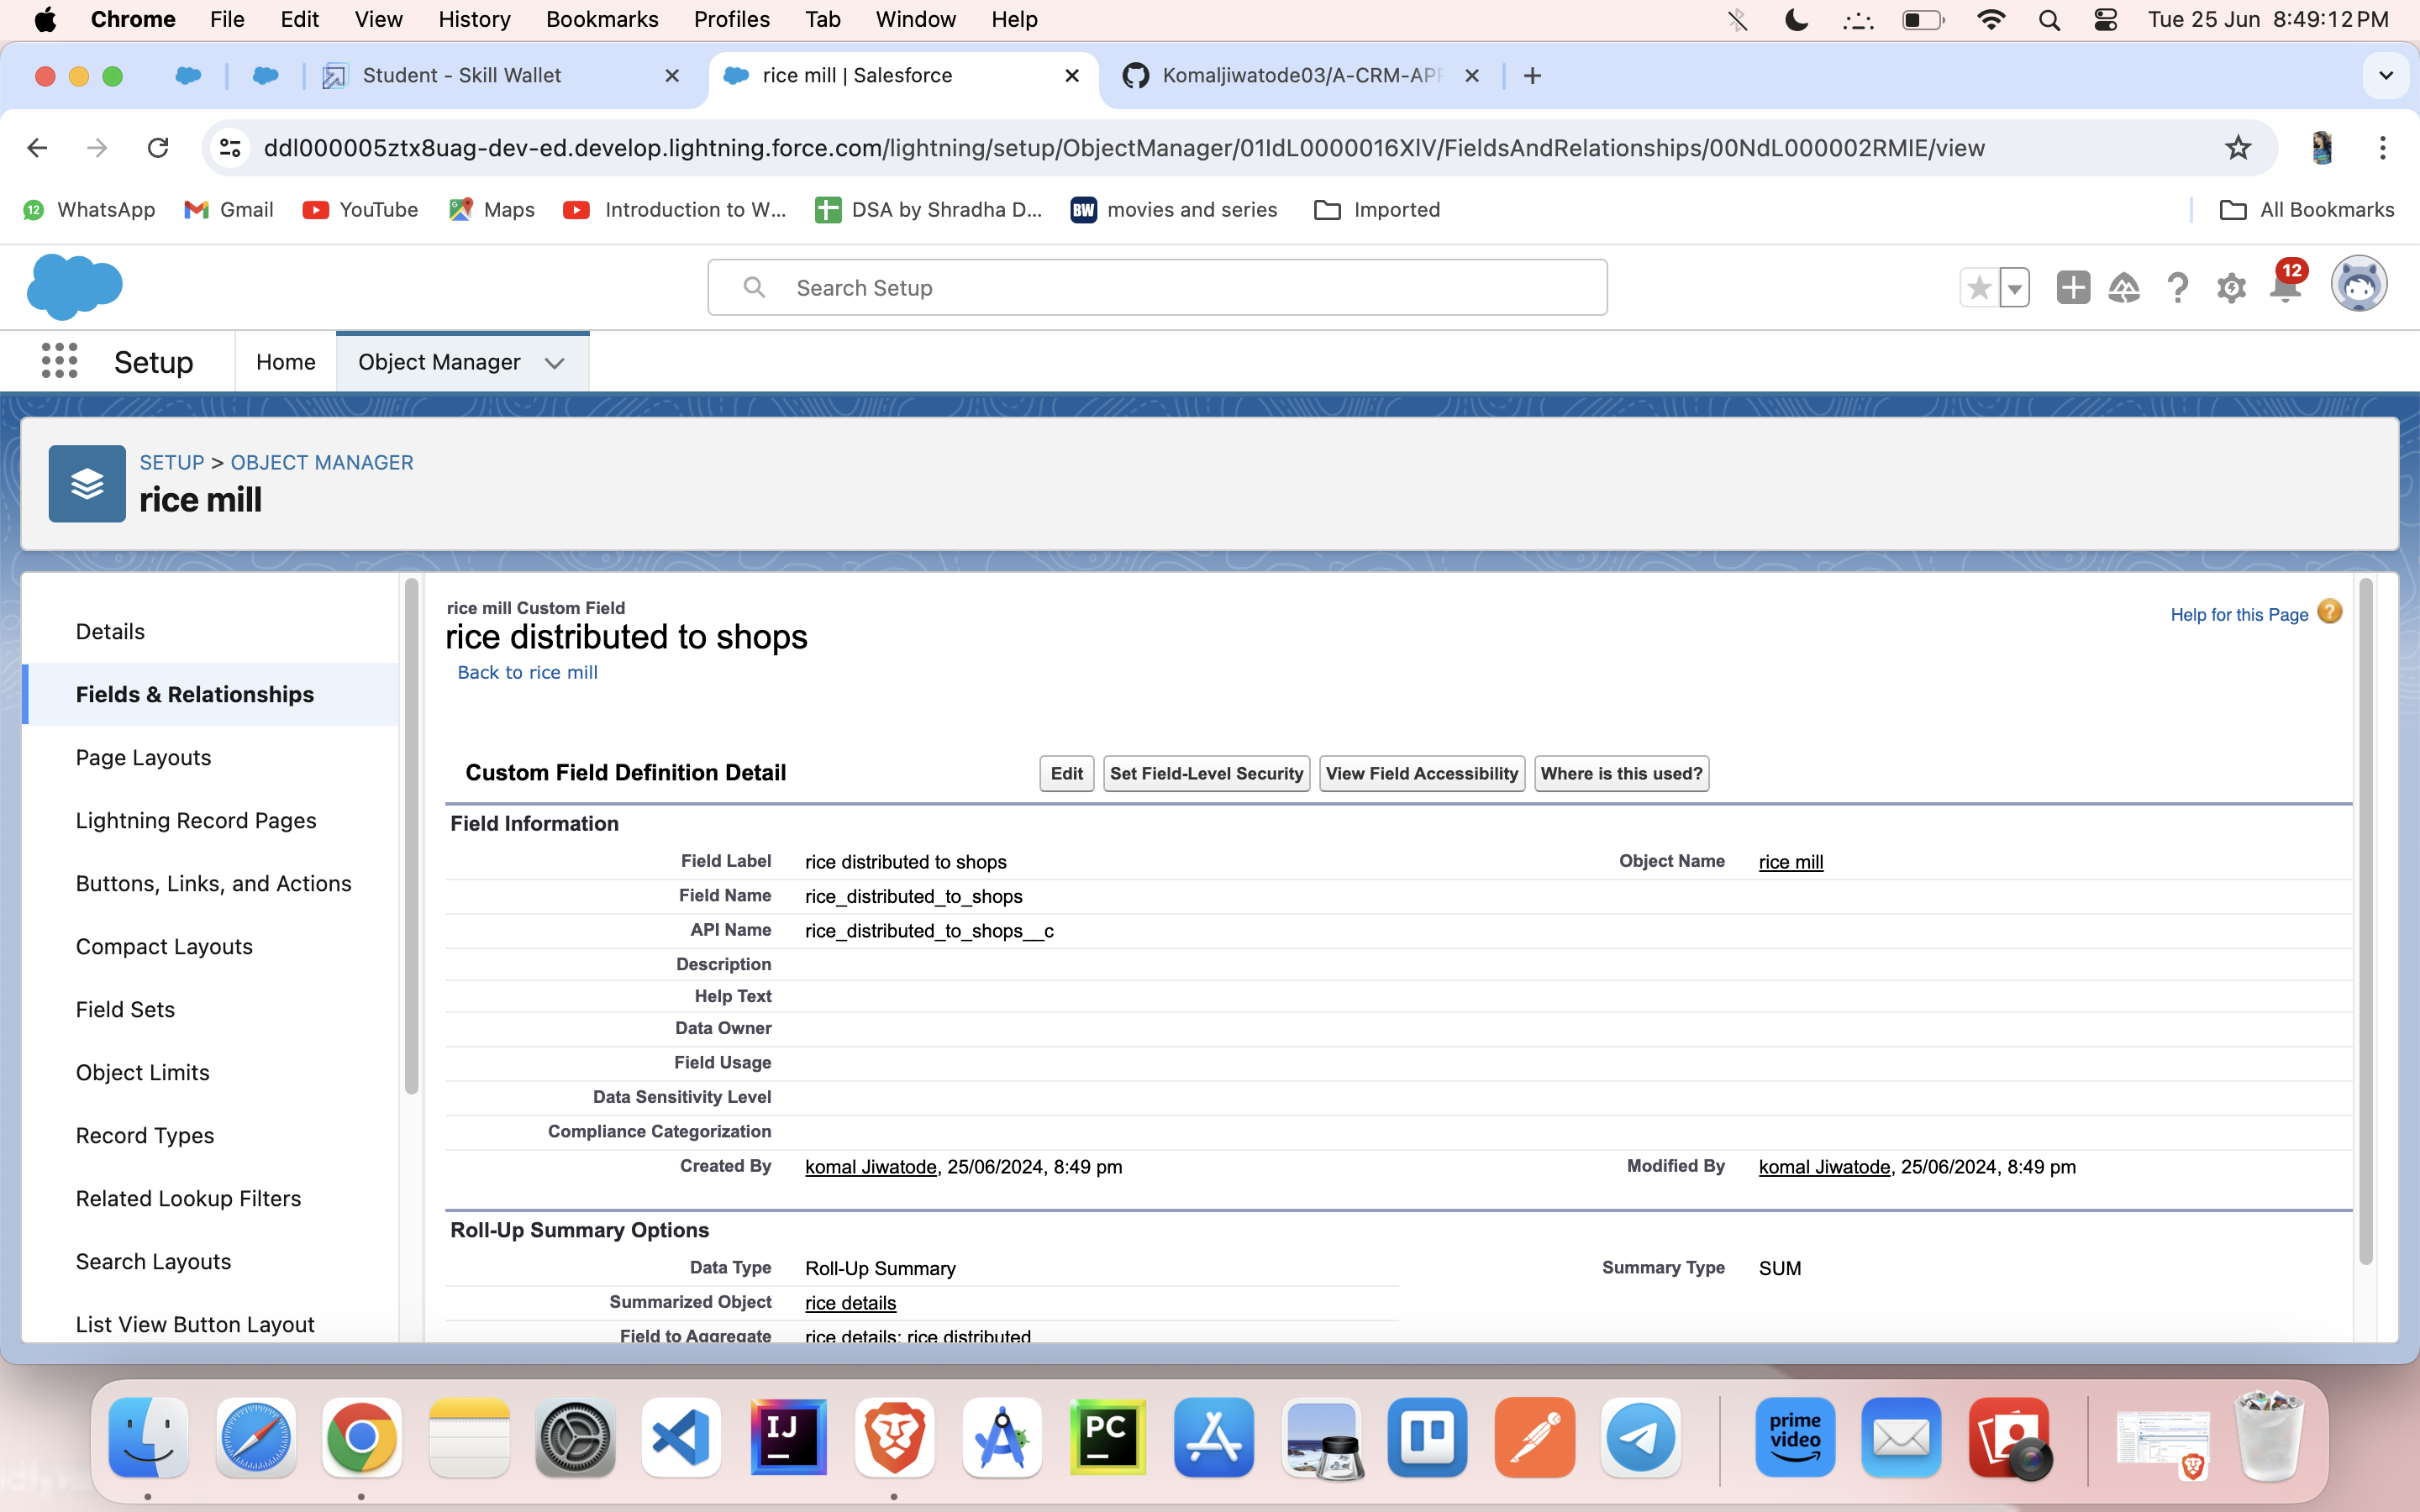 Chrome File Edit View History Bookmarks Profiles Tab Window Help Tue 25 Jun 8:49:12 PM
Student - Skill Wallet rice mill | Salesforce Komaljiwatode03/A-CRM-APP
ddl000005ztx8uag-dev-ed.develop.lightning.force.com/lightning/setup/ObjectManager/01IdL0000016XlV/FieldsAndRelationships/00NdL000002RMIE/view
12 WhatsApp Gmail YouTube Maps Introduction to W... DSA by Shradha D... BW movies and series Imported All Bookmarks
Search Setup 12
Setup Home Object Manager
SETUP > OBJECT MANAGER
rice mill
Details
Fields & Relationships
Page Layouts
Lightning Record Pages
Buttons, Links, and Actions
Compact Layouts
Field Sets
Object Limits
Record Types
Related Lookup Filters
Search Layouts
List View Button Layout
rice mill Custom Field
rice distributed to shops
Back to rice mill
Help for this Page ?
Custom Field Definition Detail Edit Set Field-Level Security View Field Accessibility Where is this used?
Field Information
Field Label rice distributed to shops Object Name rice mill
Field Name rice_distributed_to_shops
API Name rice_distributed_to_shops__c
Description
Help Text
Data Owner
Field Usage
Data Sensitivity Level
Compliance Categorization
Created By komal Jiwatode, 25/06/2024, 8:49 pm Modified By komal Jiwatode, 25/06/2024, 8:49 pm
Roll-Up Summary Options
Data Type Roll-Up Summary Summary Type SUM
Summarized Object rice details
Field to Aggregate rice details: rice distributed
IJ PC prime video